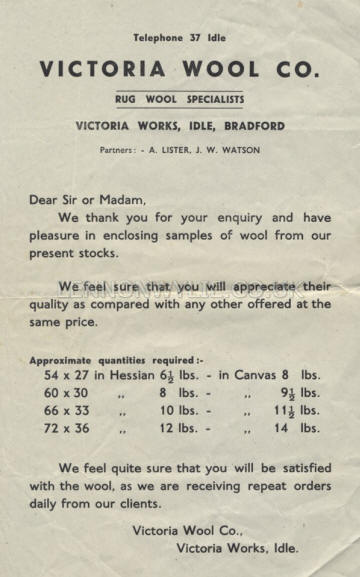 Telephone 37 Idle
VICTORIA WOOL CO.
RUG WOOL SPECIALISTS
VICTORIA WORKS, IDLE, BRADFORD
Partners: - A. LISTER, J. W. WATSON
Dear Sir or Madam,
We thank you for your enquiry and have
pleasure in enclosing samples of wool from our
present stocks.
We feel sure that you will appreciate their
quality as compared with any other offered at the
same price.
Approximate quantities required :-
54 x 27 in Hessian 6½ lbs. - in Canvas 8 lbs.
60 x 30 ,, 8 lbs. - ,, 9½ lbs.
66 x 33 ,, 10 lbs. - ,, 11½ lbs.
72 x 36 ,, 12 lbs. - ,, 14 lbs.
We feel quite sure that you will be satisfied
with the wool, as we are receiving repeat orders
daily from our clients.
Victoria Wool Co.,
Victoria Works, Idle.